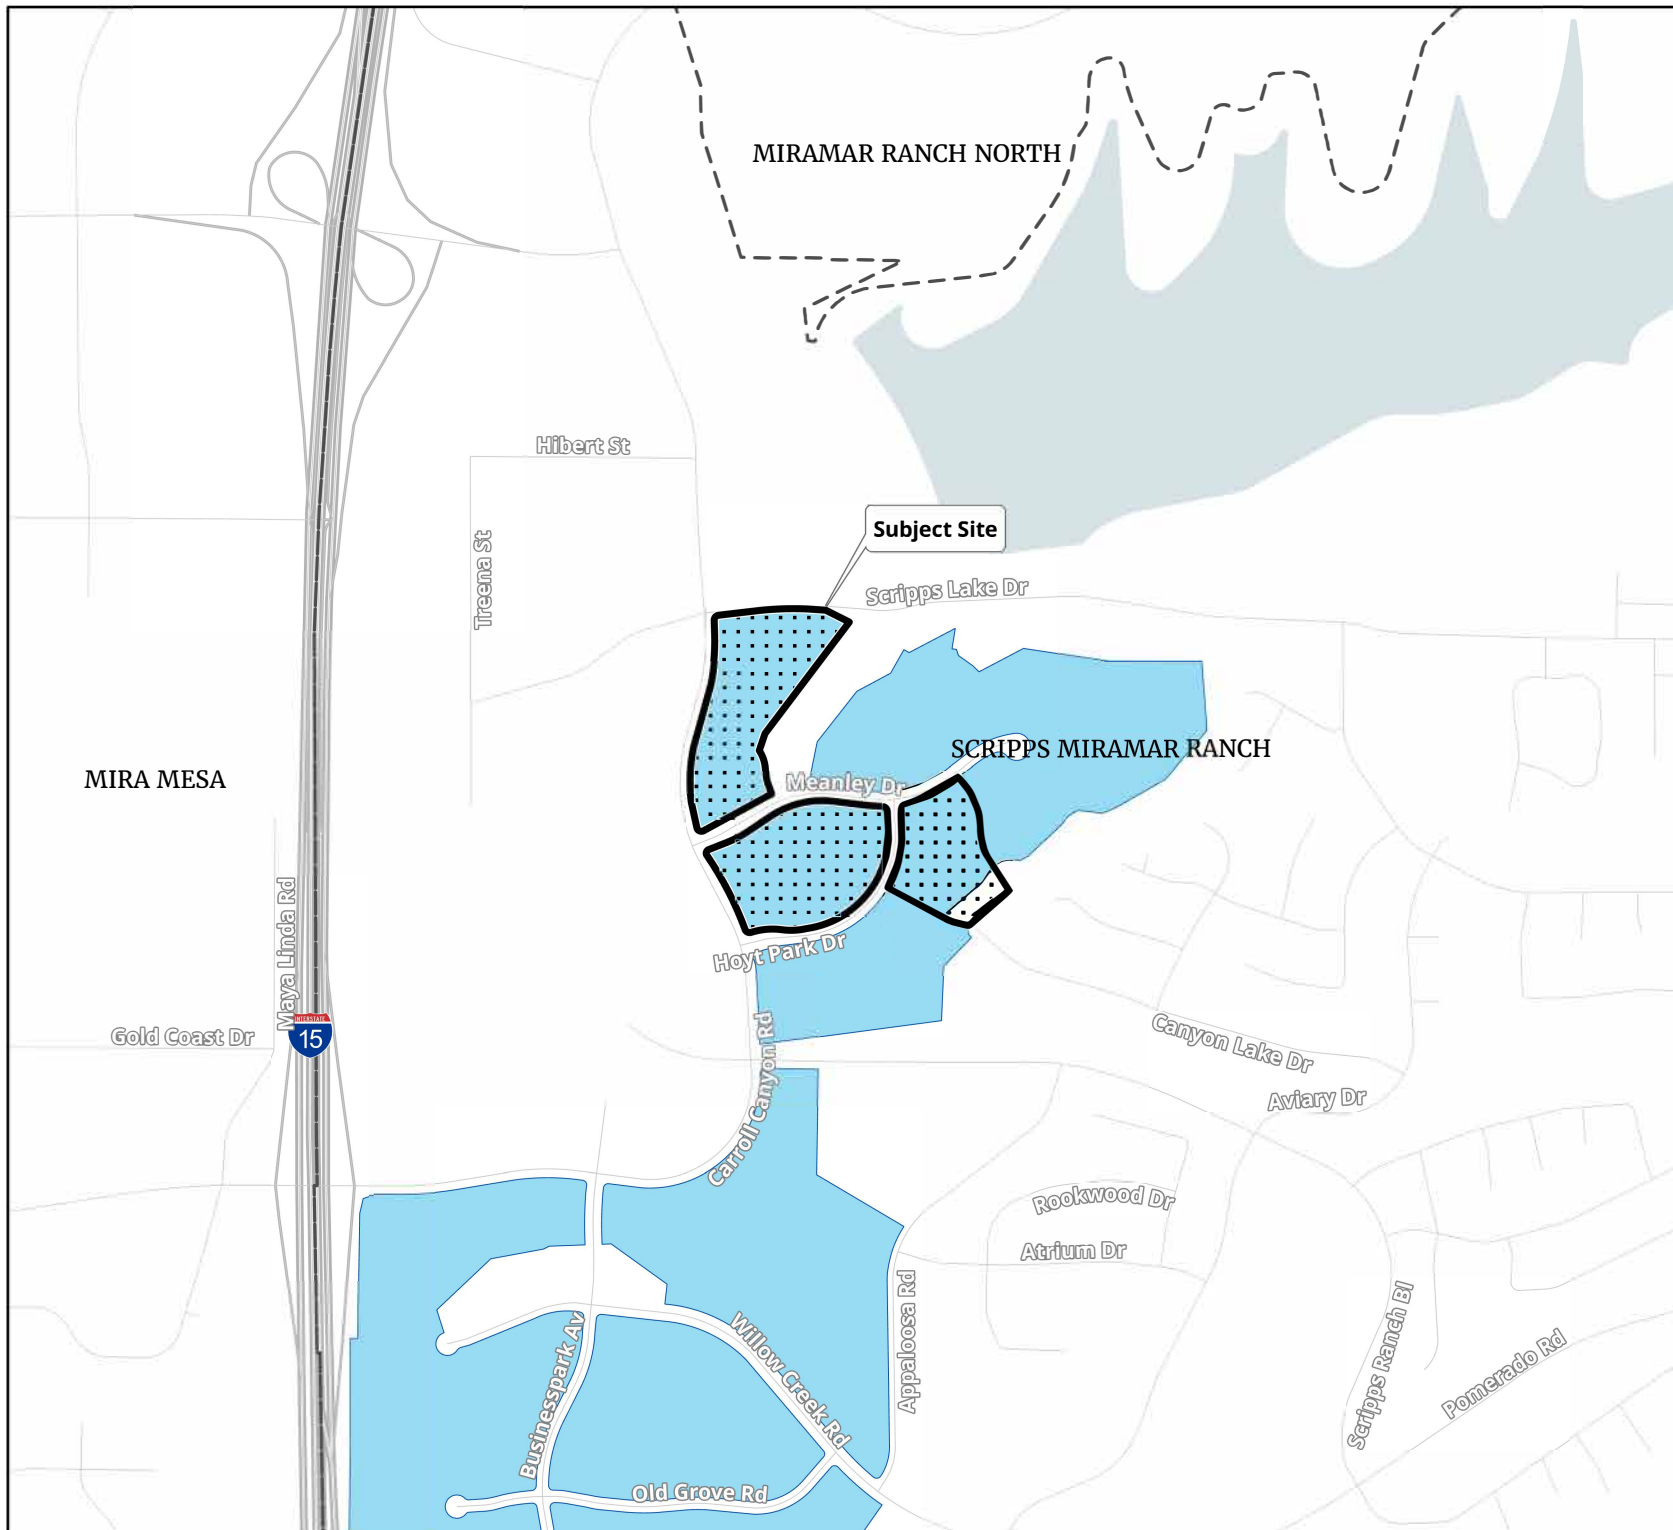 MIRAMAR RANCH NORTH
Hibert St
Treena St
Subject Site
Scripps Lake Dr
SCRIPPS MIRAMAR RANCH
MIRA MESA
Meanley Dr
Maya Linda Rd
Hoyt Park Dr
Gold Coast Dr
INTERSTATE
15
Carroll Canyon Rd
Canyon Lake Dr
Aviary Dr
Rookwood Dr
Atrium Dr
Appaloosa Rd
Willow Creek Rd
Businesspark Av
Scripps Ranch Bl
Pomerado Rd
Old Grove Rd